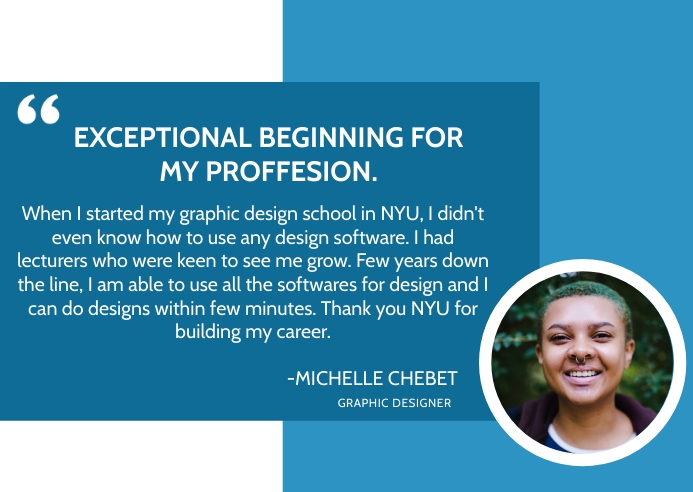 “
EXCEPTIONAL BEGINNING FOR
MY PROFFESION.
When I started my graphic design school in NYU, I didn't
even know how to use any design software. I had
lecturers who were keen to see me grow. Few years down
the line, I am able to use all the softwares for design and I
can do designs within few minutes. Thank you NYU for
building my career.
-MICHELLE CHEBET
GRAPHIC DESIGNER